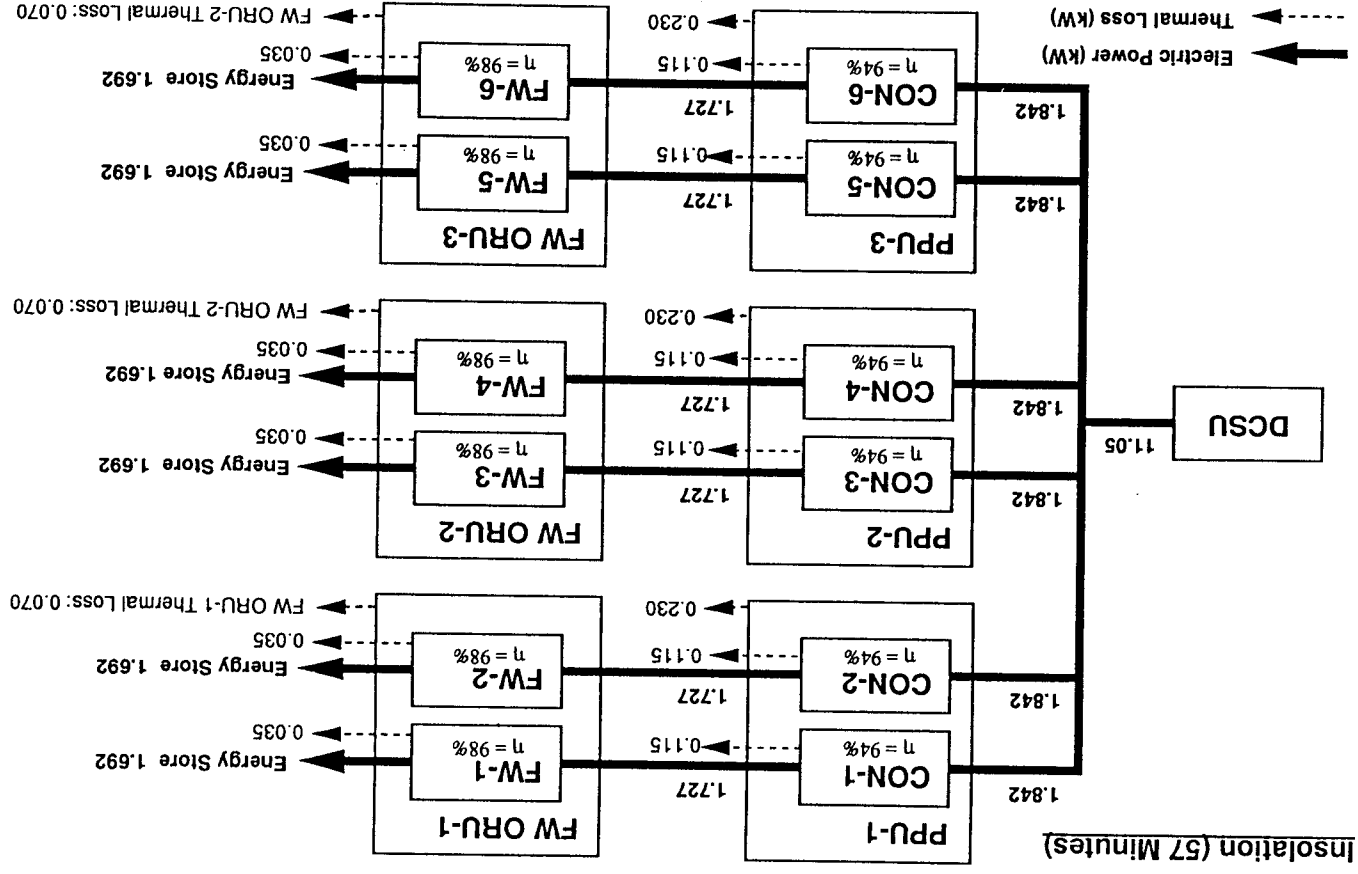 Insolation (57 Minutes)
PPU-1
FW ORU-1
1.842
CON-1
η = 94%
1.727
0.115
FW-1
η = 98%
Energy Store 1.692
0.035
1.842
CON-2
η = 94%
1.727
0.115
FW-2
η = 98%
Energy Store 1.692
0.035
0.230
FW ORU-1 Thermal Loss: 0.070
DCSU
11.05
PPU-2
FW ORU-2
1.842
CON-3
η = 94%
1.727
0.115
FW-3
η = 98%
Energy Store 1.692
0.035
1.842
CON-4
η = 94%
1.727
0.115
FW-4
η = 98%
Energy Store 1.692
0.035
0.230
FW ORU-2 Thermal Loss: 0.070
PPU-3
FW ORU-3
1.842
CON-5
η = 94%
1.727
0.115
FW-5
η = 98%
Energy Store 1.692
0.035
1.842
CON-6
η = 94%
1.727
0.115
FW-6
η = 98%
Energy Store 1.692
0.035
0.230
FW ORU-2 Thermal Loss: 0.070
Electric Power (kW)
Thermal Loss (kW)